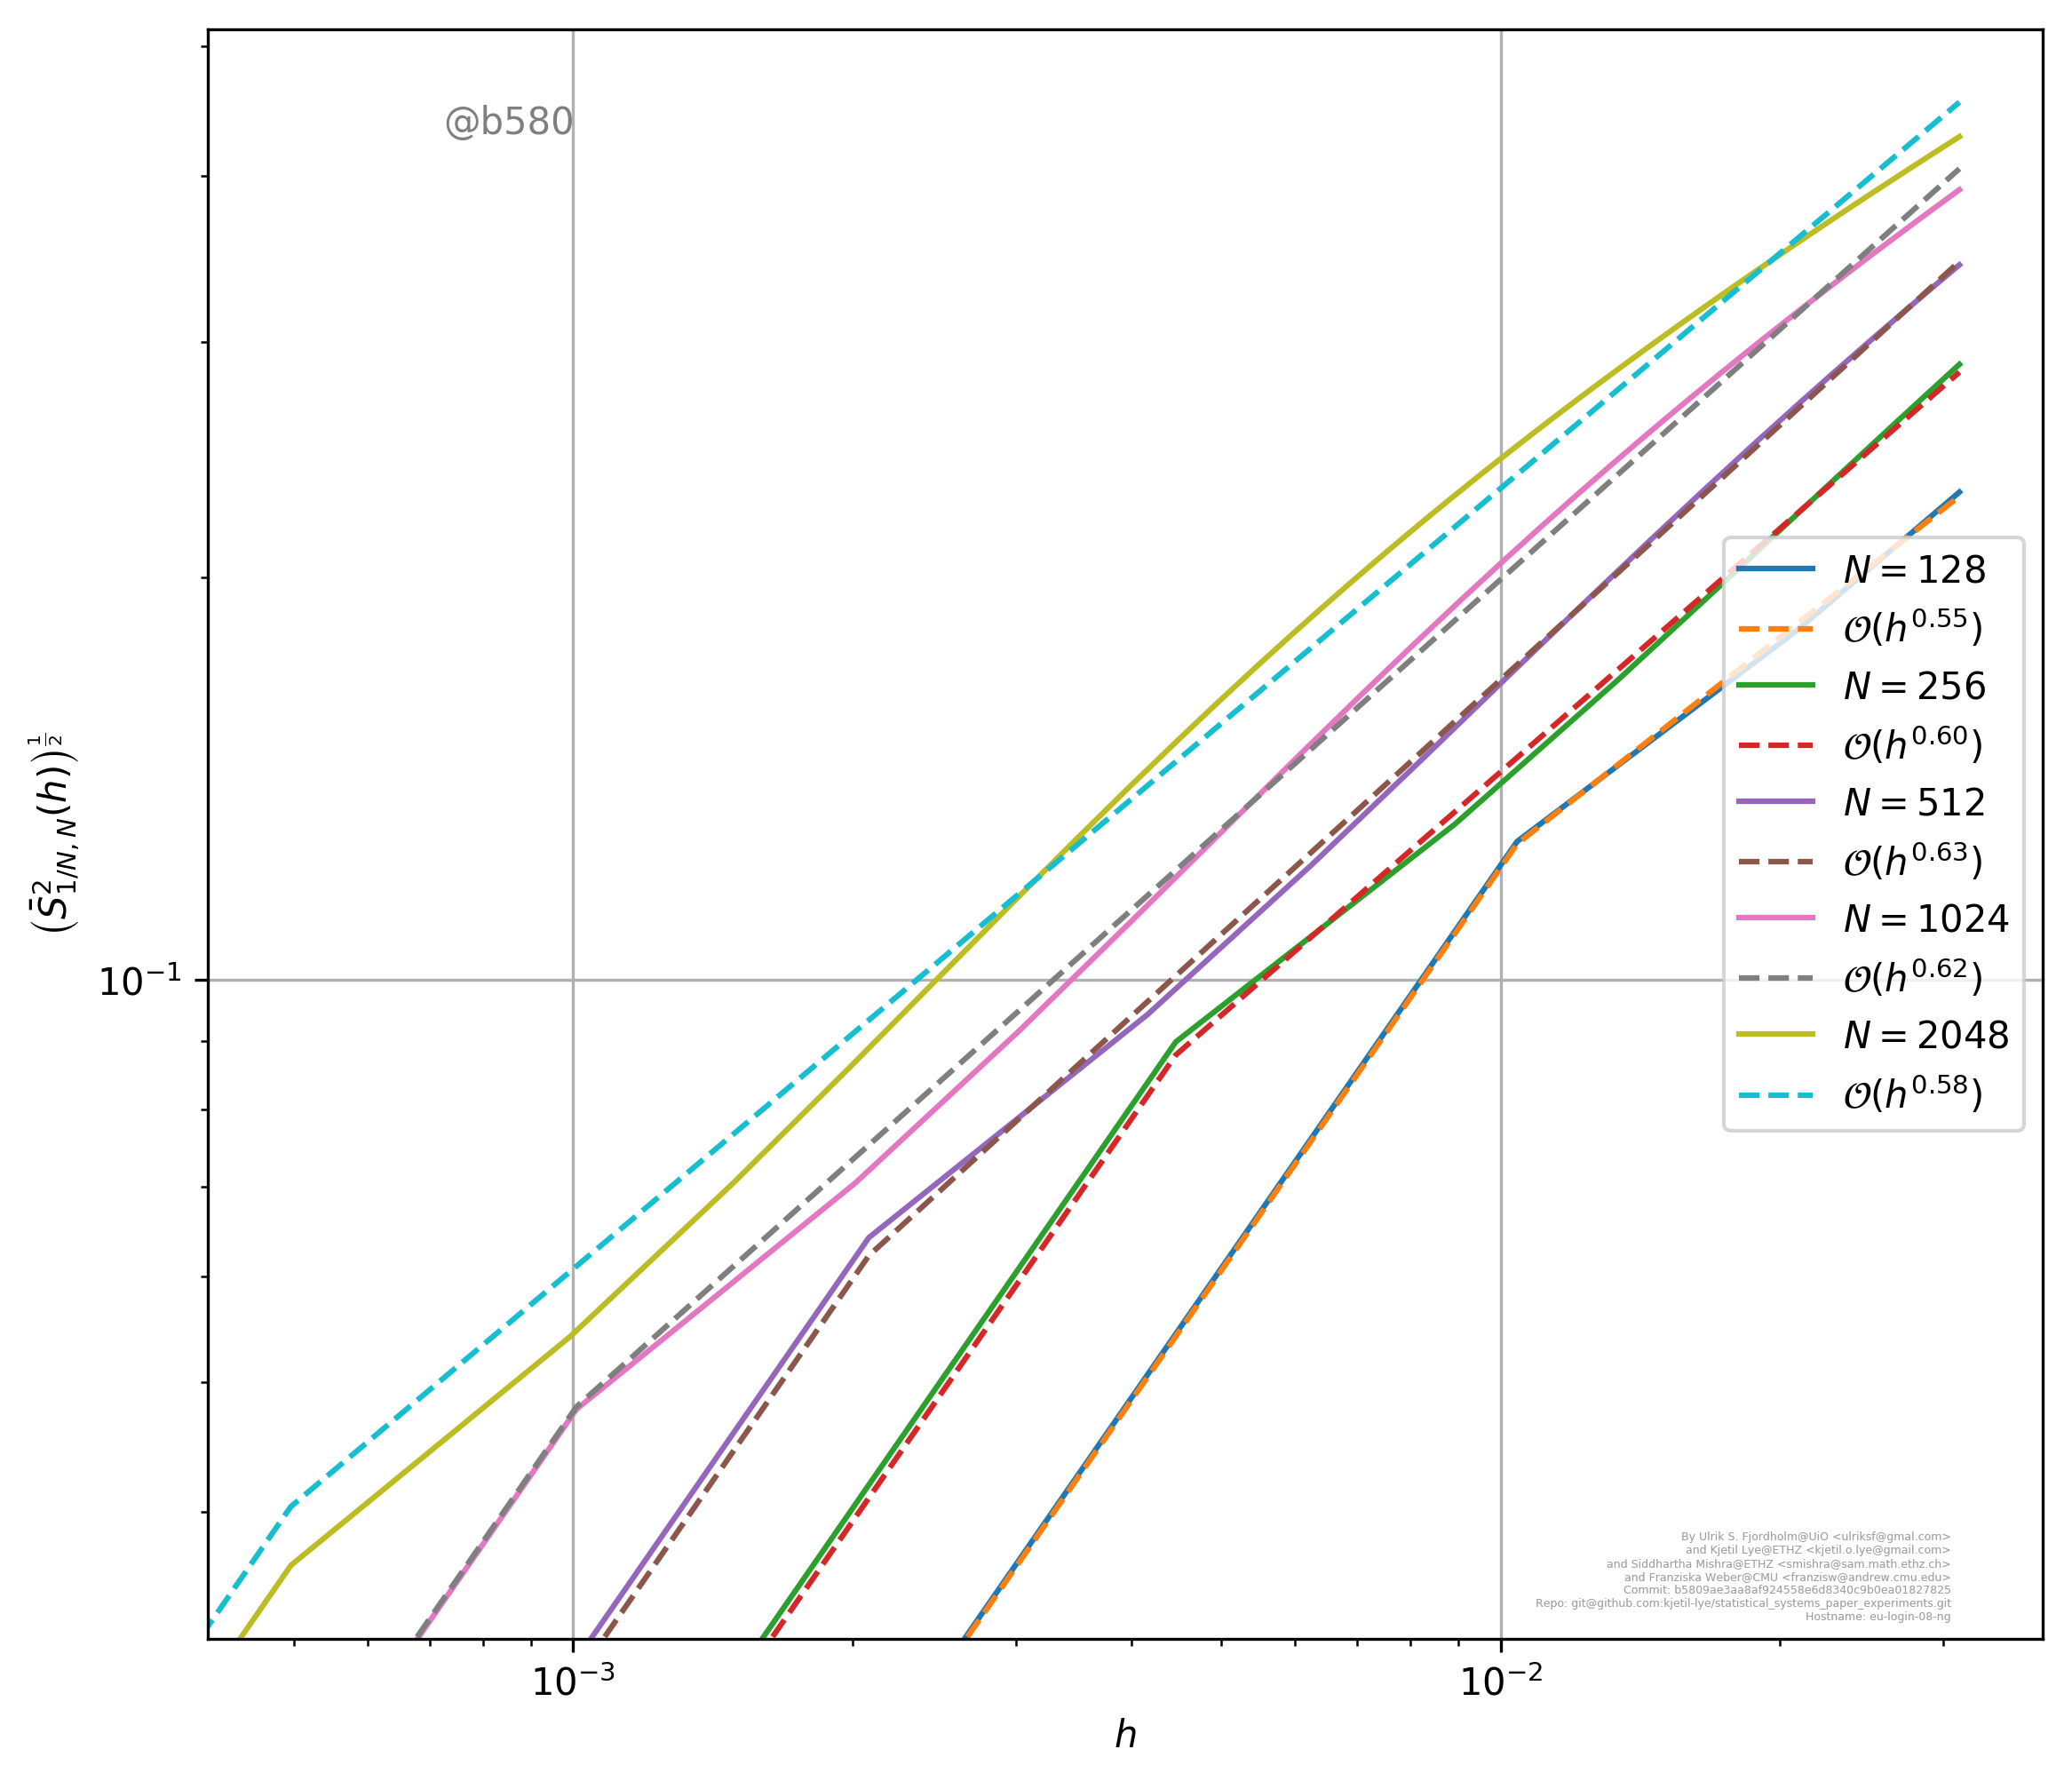 @b580
(S̄²_{1/N, N}(h))^{1/2}
10⁻¹
N = 128
𝒪(h^{0.55})
N = 256
𝒪(h^{0.60})
N = 512
𝒪(h^{0.63})
N = 1024
𝒪(h^{0.62})
N = 2048
𝒪(h^{0.58})
By Ulrik S. Fjordholm@UiO <ulriksf@gmal.com>
and Kjetil Lye@ETHZ <kjetil.o.lye@gmail.com>
and Siddhartha Mishra@ETHZ <smishra@sam.math.ethz.ch>
and Franziska Weber@CMU <franzisw@andrew.cmu.edu>
Commit: b5809ae3aa8af924558e6d8340c9b0ea01827825
Repo: git@github.com:kjetil-lye/statistical_systems_paper_experiments.git
Hostname: eu-login-08-ng
10⁻³
10⁻²
h